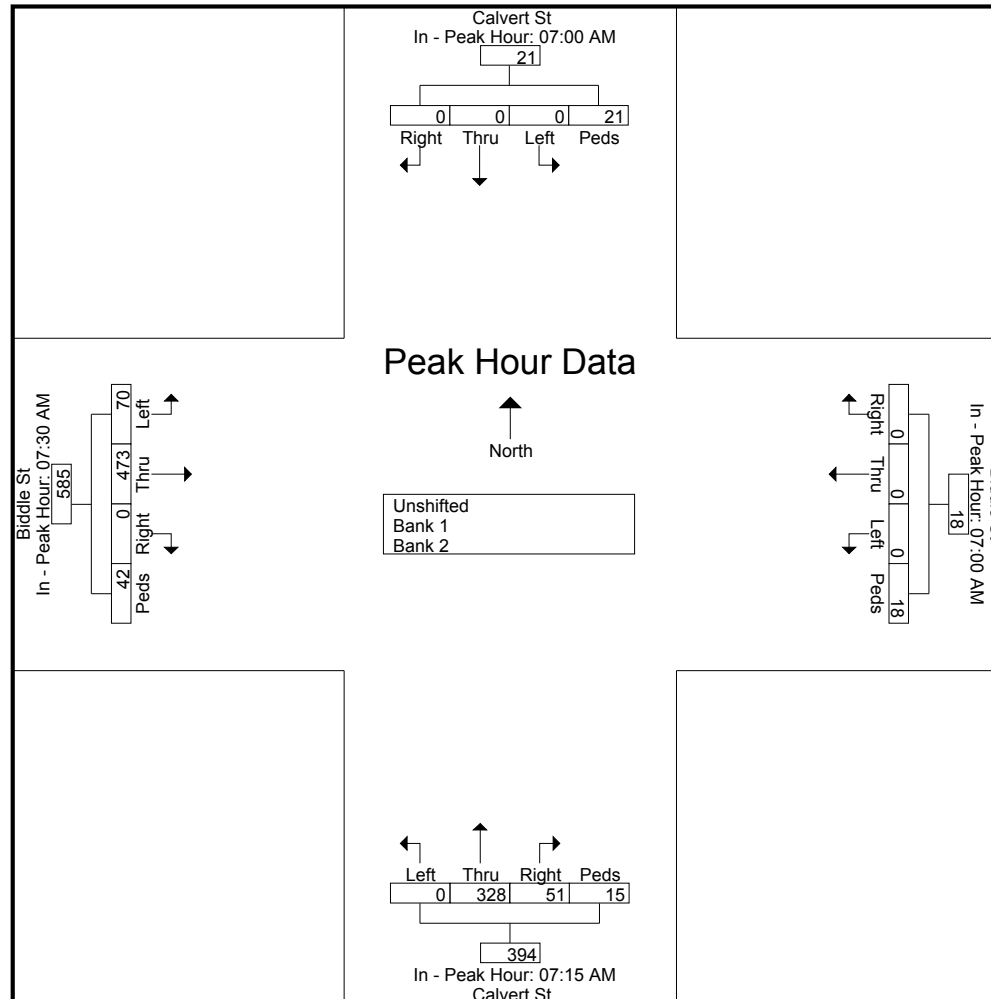 Calvert St
In - Peak Hour: 07:00 AM
21
0 0 0 21
Right Thru Left Peds
Peak Hour Data
North
Unshifted
Bank 1
Bank 2
Biddle St
In - Peak Hour: 07:30 AM
585
70 473 0 42
Left Thru Right Peds
Right Thru Left Peds
0 0 0 18
18
In - Peak Hour: 07:00 AM
Left Thru Right Peds
0 328 51 15
394
In - Peak Hour: 07:15 AM
Calvert St